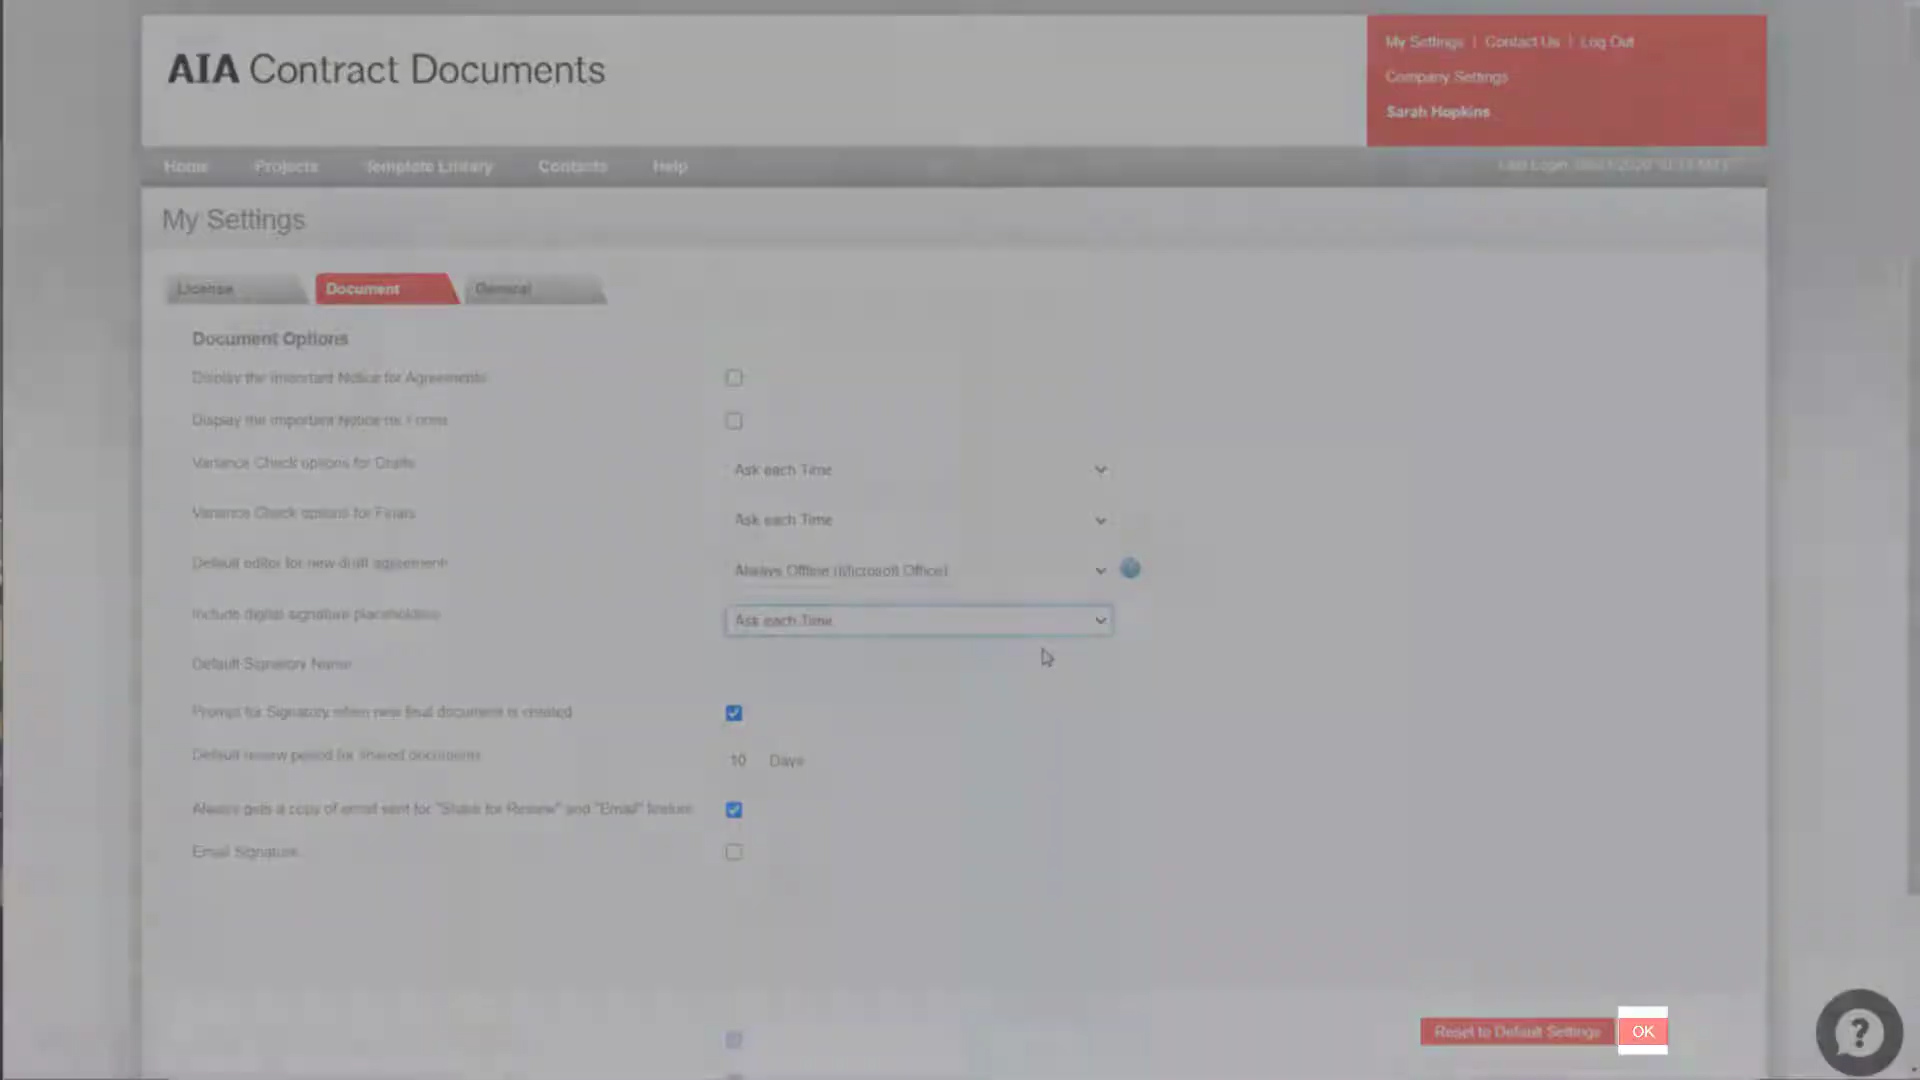 AIA Contract Documents
My Settings | Contact Us | Log Out
Company Settings
Sarah Hopkins
Home Projects Template Library Contacts Help
Last Login:
My Settings
License Document General
Document Options
Display the Important Notice for Agreements
Display the Important Notice for Forms
Variance Check options for Drafts
Ask each Time
Variance Check options for Finals
Ask each Time
Default editor for new draft agreement
Always Offline (Microsoft Office)
Include digital signature placeholders
Ask each Time
Default Signatory Name
Prompt for Signatory when new final document is created
Default review period for shared documents
10 Days
Always gets a copy of email sent for "Share for Review" and "Email" feature
Email Signature
Reset to Default Settings OK
?